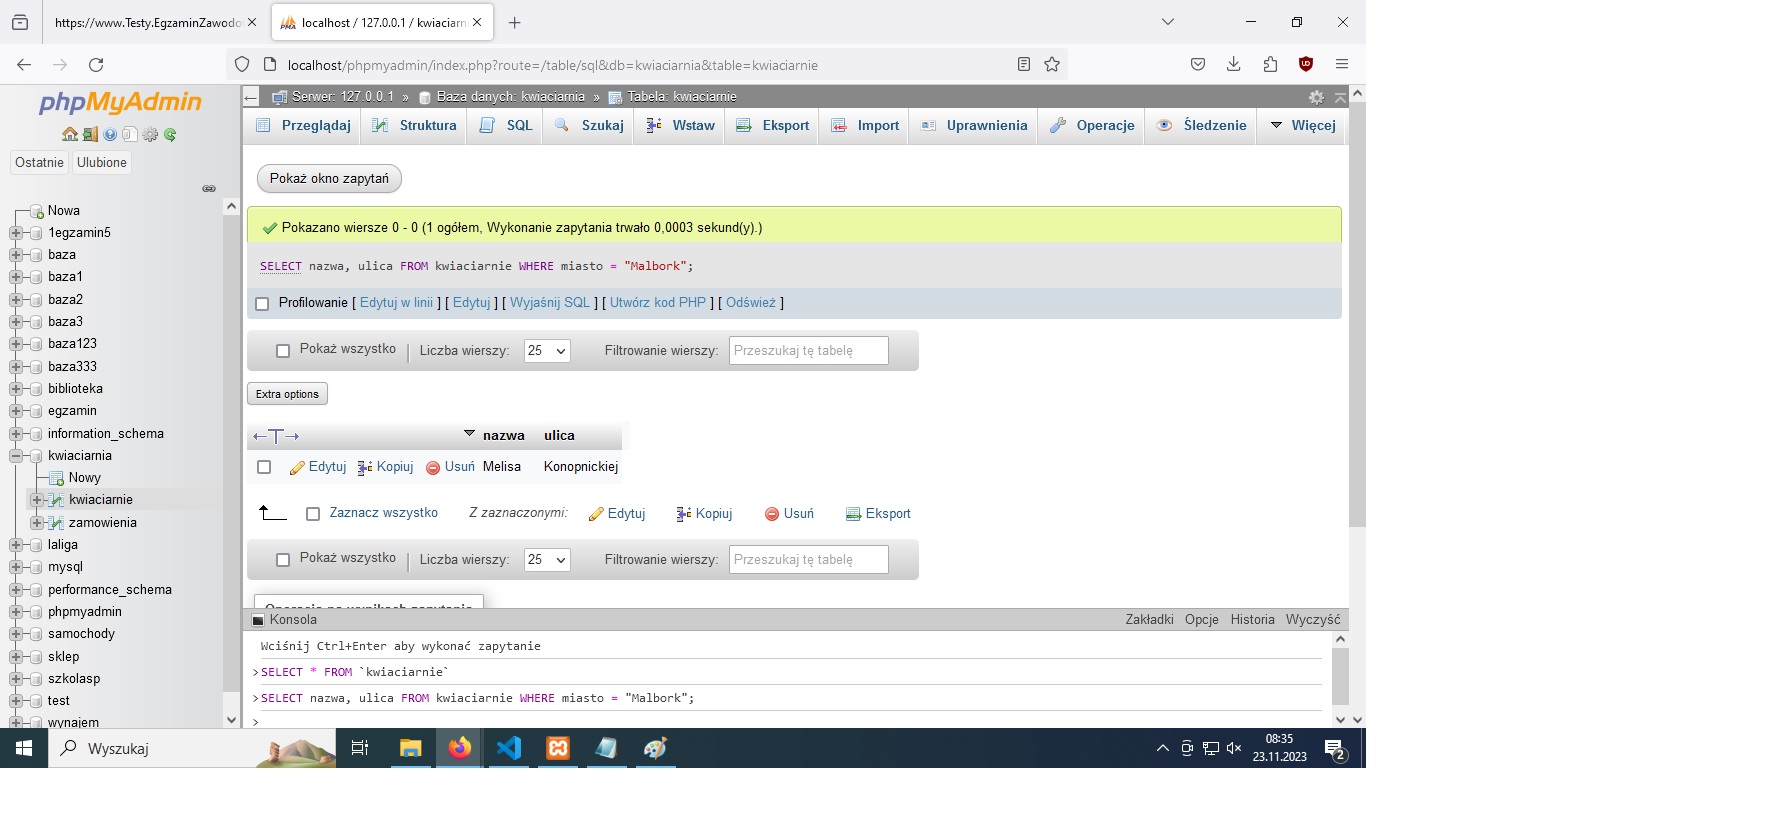 https://www.Testy.EgzaminZawodo
localhost / 127.0.0.1 / kwiaciarn
localhost/phpmyadmin/index.php?route=/table/sql&db=kwiaciarnia&table=kwiaciarnie
phpMyAdmin
Ostatnie Ulubione
Nowa
1egzamin5
baza
baza1
baza2
baza3
baza123
baza333
biblioteka
egzamin
information_schema
kwiaciarnia
Nowy
kwiaciarnie
zamowienia
laliga
mysql
performance_schema
phpmyadmin
samochody
sklep
szkolasp
test
wynajem
Serwer: 127.0.0.1 » Baza danych: kwiaciarnia » Tabela: kwiaciarnie
Przeglądaj Struktura SQL Szukaj Wstaw Eksport Import Uprawnienia Operacje Śledzenie Więcej
Pokaż okno zapytań
Pokazano wiersze 0 - 0 (1 ogółem, Wykonanie zapytania trwało 0,0003 sekund(y).)
SELECT nazwa, ulica FROM kwiaciarnie WHERE miasto = "Malbork";
Profilowanie [ Edytuj w linii ] [ Edytuj ] [ Wyjaśnij SQL ] [ Utwórz kod PHP ] [ Odśwież ]
Pokaż wszystko | Liczba wierszy: 25 Filtrowanie wierszy: Przeszukaj tę tabelę
Extra options
←T→ nazwa ulica
Edytuj Kopiuj Usuń Melisa Konopnickiej
Zaznacz wszystko Z zaznaczonymi: Edytuj Kopiuj Usuń Eksport
Pokaż wszystko | Liczba wierszy: 25 Filtrowanie wierszy: Przeszukaj tę tabelę
Operacje na wynikach zapytania
Konsola Zakładki Opcje Historia Wyczyść
Wciśnij Ctrl+Enter aby wykonać zapytanie
>SELECT * FROM `kwiaciarnie`
>SELECT nazwa, ulica FROM kwiaciarnie WHERE miasto = "Malbork";
>
Wyszukaj
08:35
23.11.2023
2